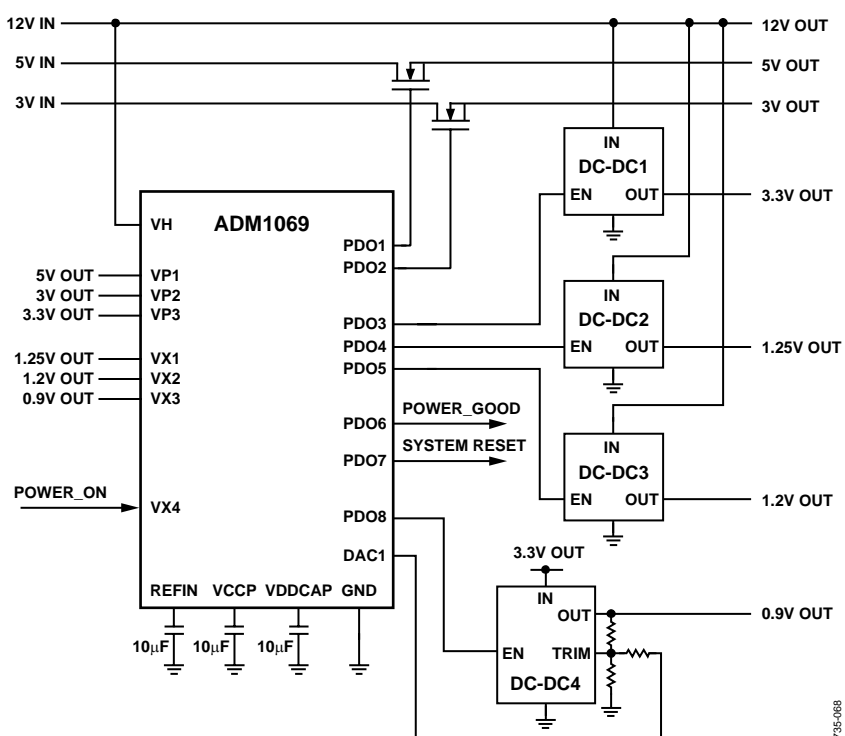 12V IN
12V OUT
5V IN
5V OUT
3V IN
3V OUT
IN
DC-DC1
EN OUT
3.3V OUT
ADM1069
VH
PDO1
PDO2
5V OUT VP1
3V OUT VP2
3.3V OUT VP3
PDO3
IN
DC-DC2
PDO4
EN OUT
1.25V OUT
1.25V OUT VX1
1.2V OUT VX2
0.9V OUT VX3
PDO5
PDO6
POWER_GOOD
PDO7
SYSTEM RESET
IN
DC-DC3
EN OUT
1.2V OUT
POWER_ON
VX4
PDO8
DAC1
3.3V OUT
REFIN VCCP VDDCAP GND
IN
OUT
0.9V OUT
10μF 10μF 10μF
EN TRIM
DC-DC4
735-068